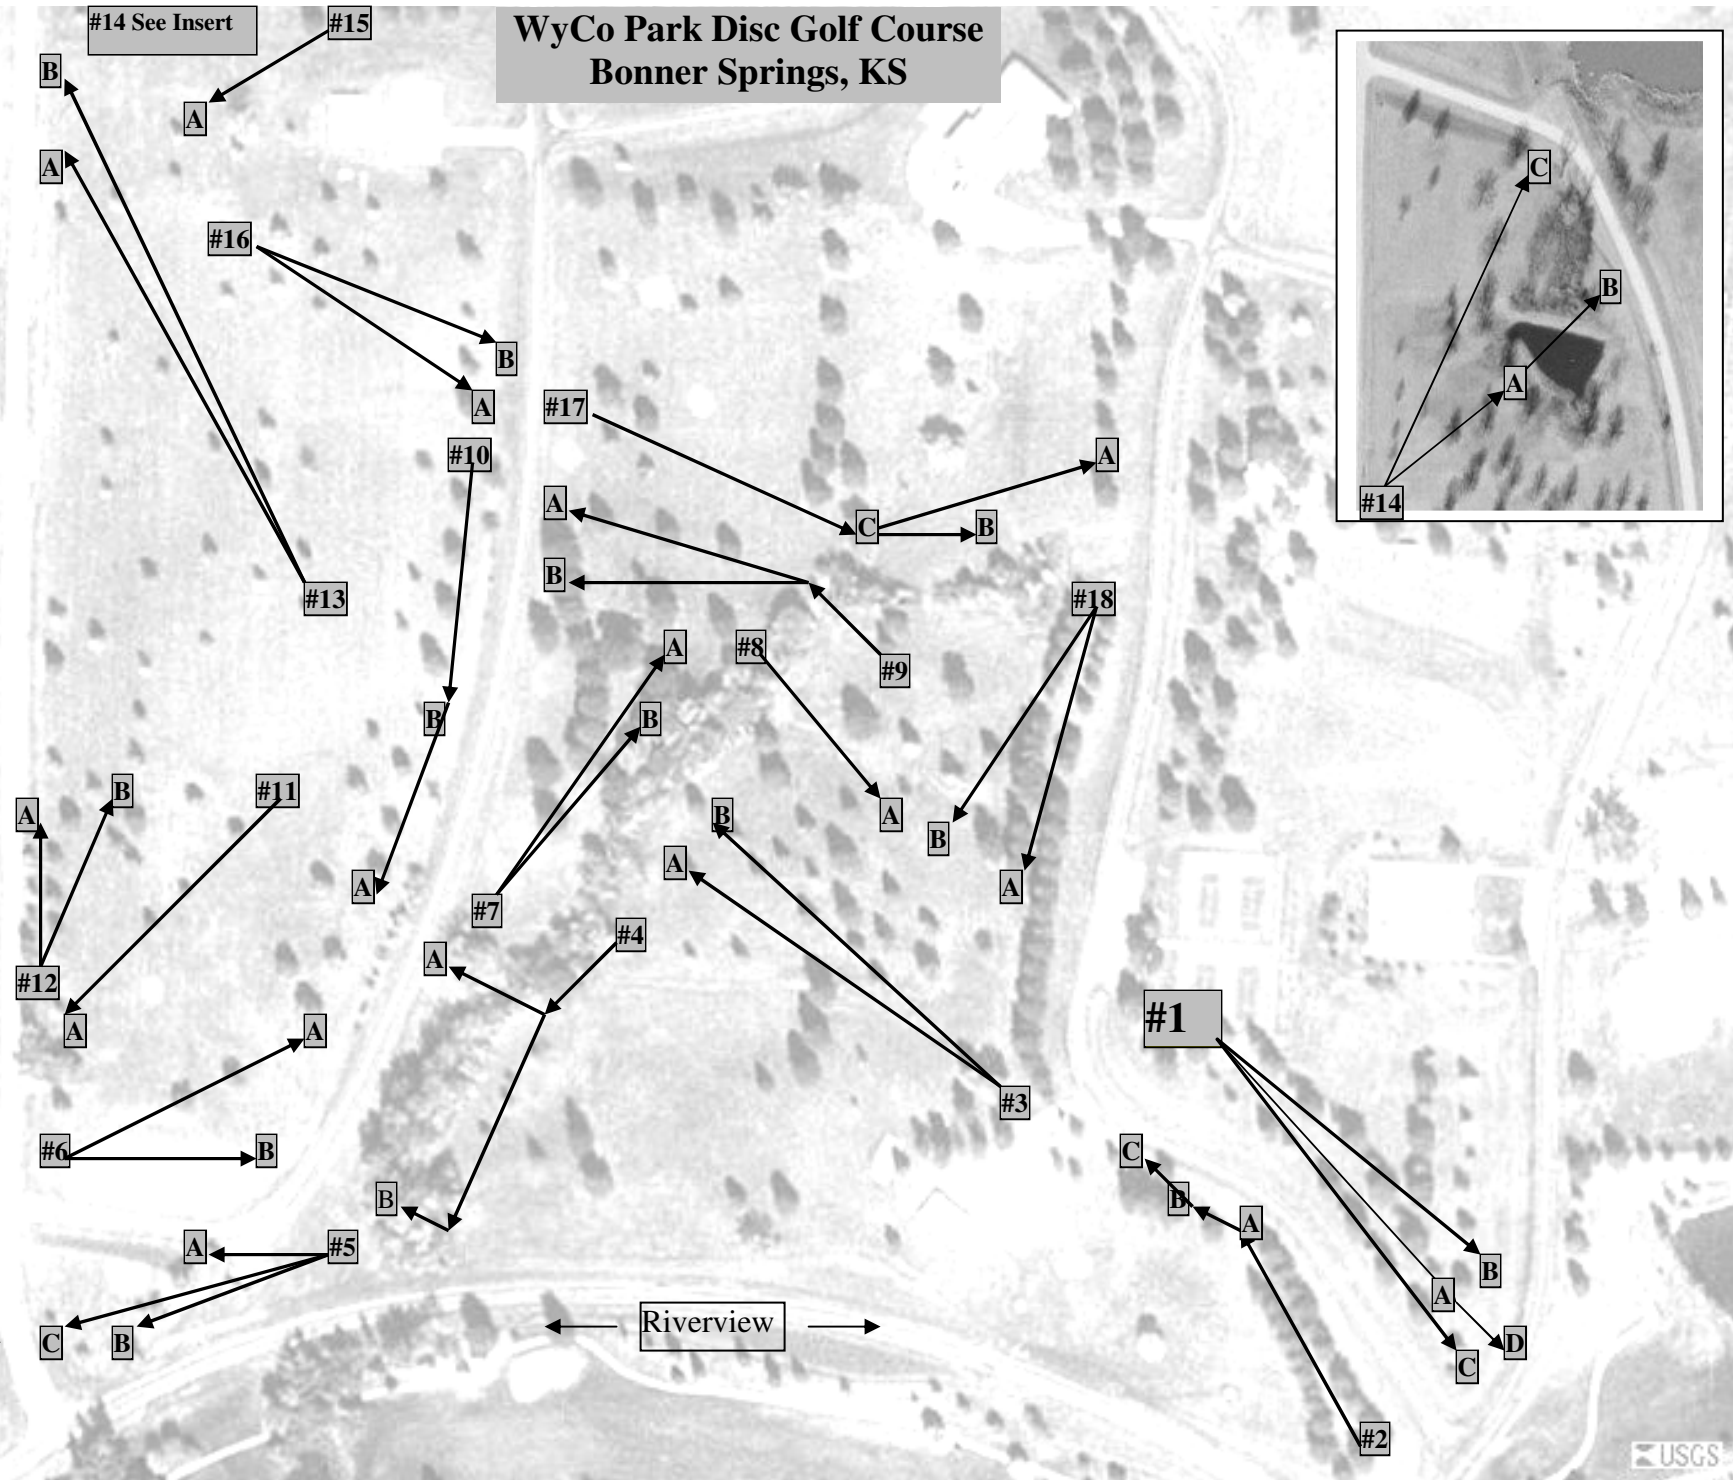 #14 See Insert
#15
WyCo Park Disc Golf Course
Bonner Springs, KS
B
A
A
C
#16
B
B
A
A
#14
#17
#10
A
A
C
B
B
#13
#18
A
#8
#9
B
B
A
B
#11
B
A
B
A
A
A
#7
#4
A
#12
#1
A
A
#3
#6
B
C
B
B
A
A
#5
B
A
Riverview
C
B
D
C
#2
USGS